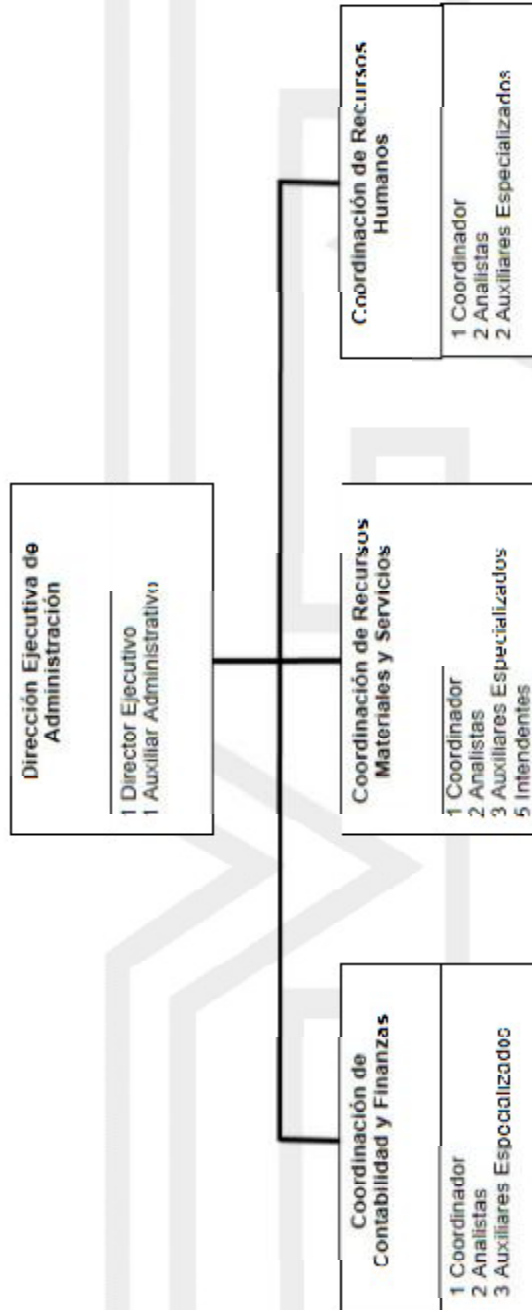 Dirección Ejecutiva de
Administración
1 Director Ejecutivo
1 Auxiliar Administrativo
Coordinación de
Contabilidad y Finanzas
1 Coordinador
2 Analistas
3 Auxiliares Especializados
Coordinación de Recursos
Materiales y Servicios
1 Coordinador
2 Analistas
3 Auxiliares Especializados
5 Intendentes
Coordinación de Recursos
Humanos
1 Coordinador
2 Analistas
2 Auxiliares Especializados